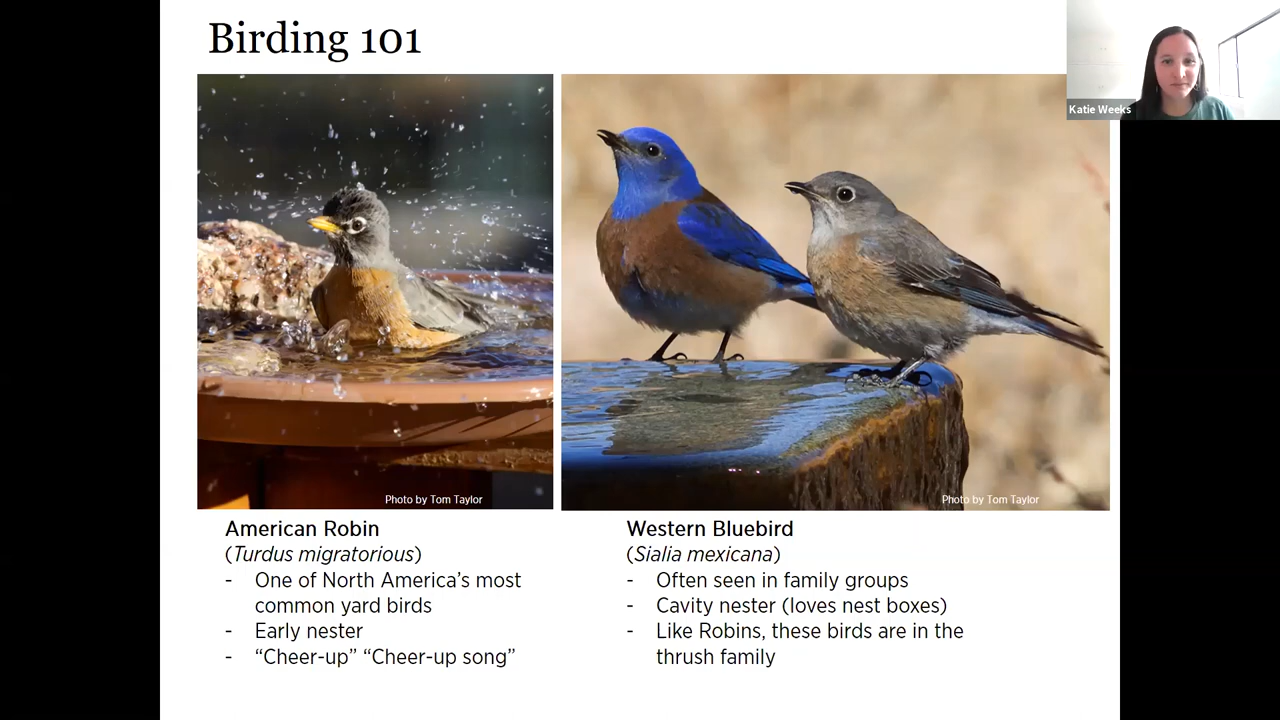 Birding 101
Katie Weeks
Photo by Tom Taylor
Photo by Tom Taylor
American Robin
(Turdus migratorious)
- One of North America’s most
common yard birds
- Early nester
- “Cheer-up” “Cheer-up song”
Western Bluebird
(Sialia mexicana)
- Often seen in family groups
- Cavity nester (loves nest boxes)
- Like Robins, these birds are in the
thrush family